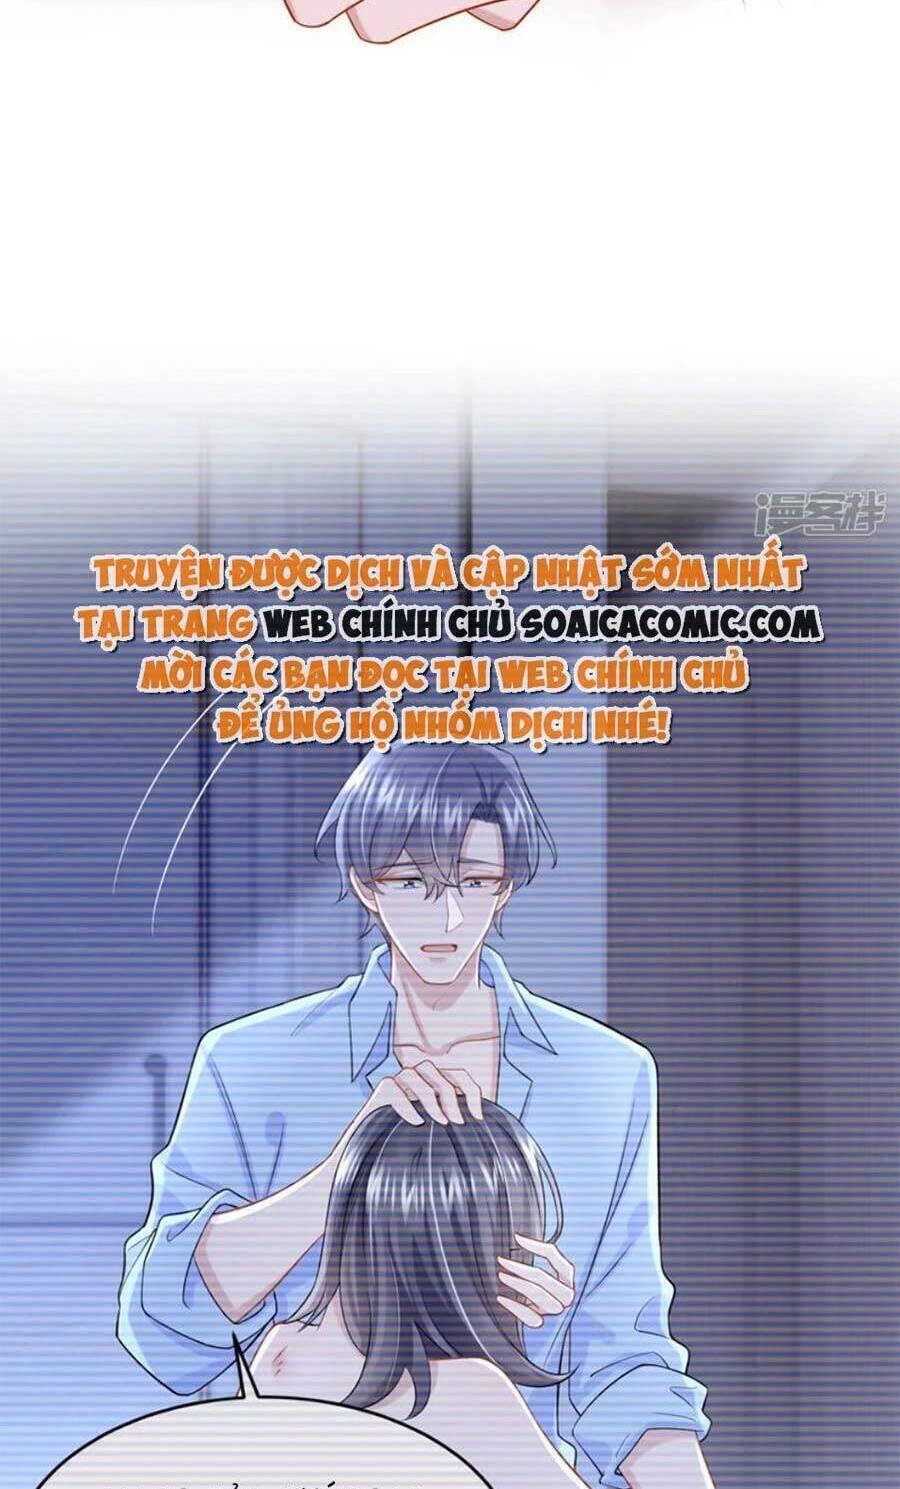 漫客栈
TRUYỆN ĐƯỢC DỊCH VÀ CẬP NHẬT SỚM NHẤT
TẠI TRANG WEB CHÍNH CHỦ SOAICACOMIC.COM
MỜI CÁC BẠN ĐỌC TẠI WEB CHÍNH CHỦ
ĐỂ ỦNG HỘ NHÓM DỊCH NHÉ!